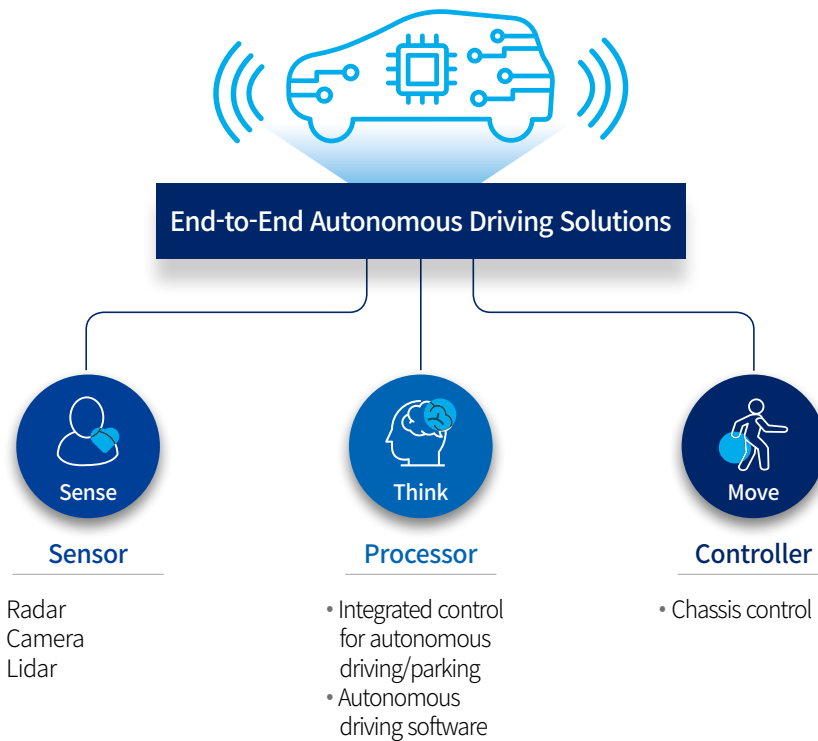 End-to-End Autonomous Driving Solutions
Sense
Think
Move
Sensor
Processor
Controller
Radar
Camera
Lidar
• Integrated control
for autonomous
driving/parking
• Autonomous
driving software
• Chassis control